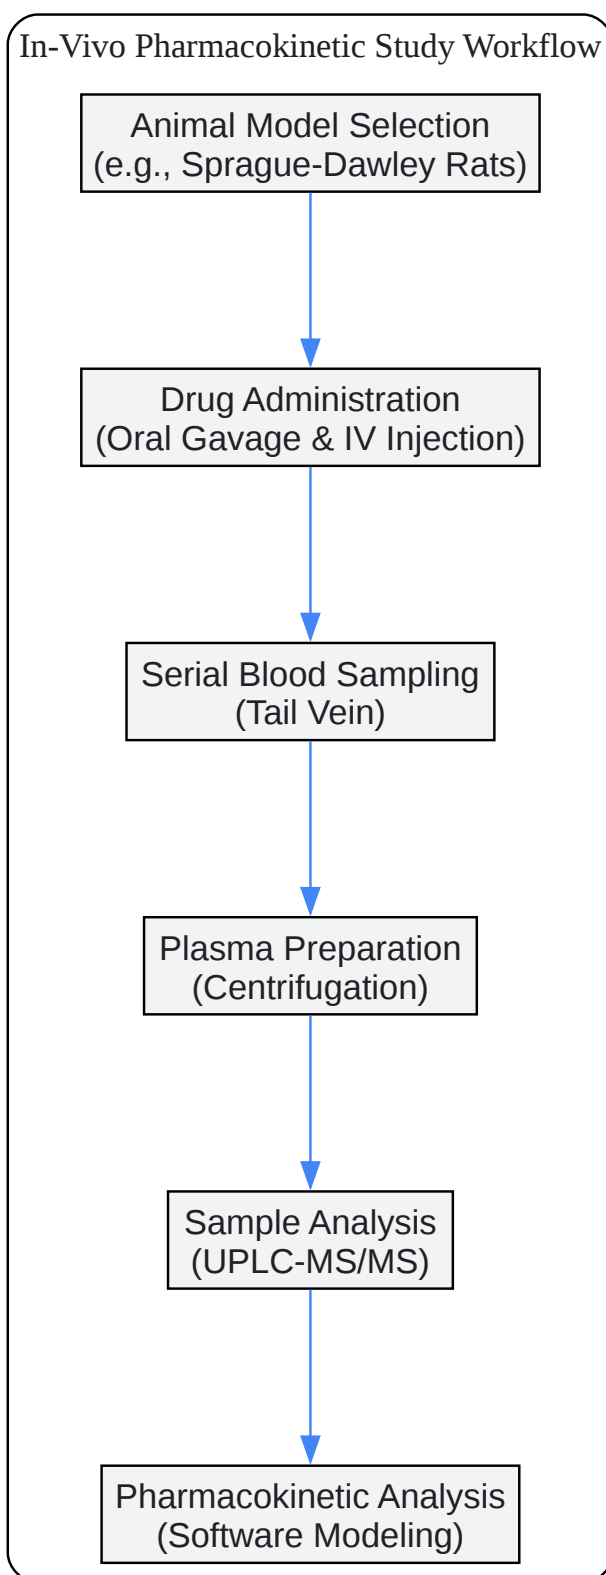 In-Vivo Pharmacokinetic Study Workflow
Animal Model Selection
(e.g., Sprague-Dawley Rats)
Drug Administration
(Oral Gavage & IV Injection)
Serial Blood Sampling
(Tail Vein)
Plasma Preparation
(Centrifugation)
Sample Analysis
(UPLC-MS/MS)
Pharmacokinetic Analysis
(Software Modeling)